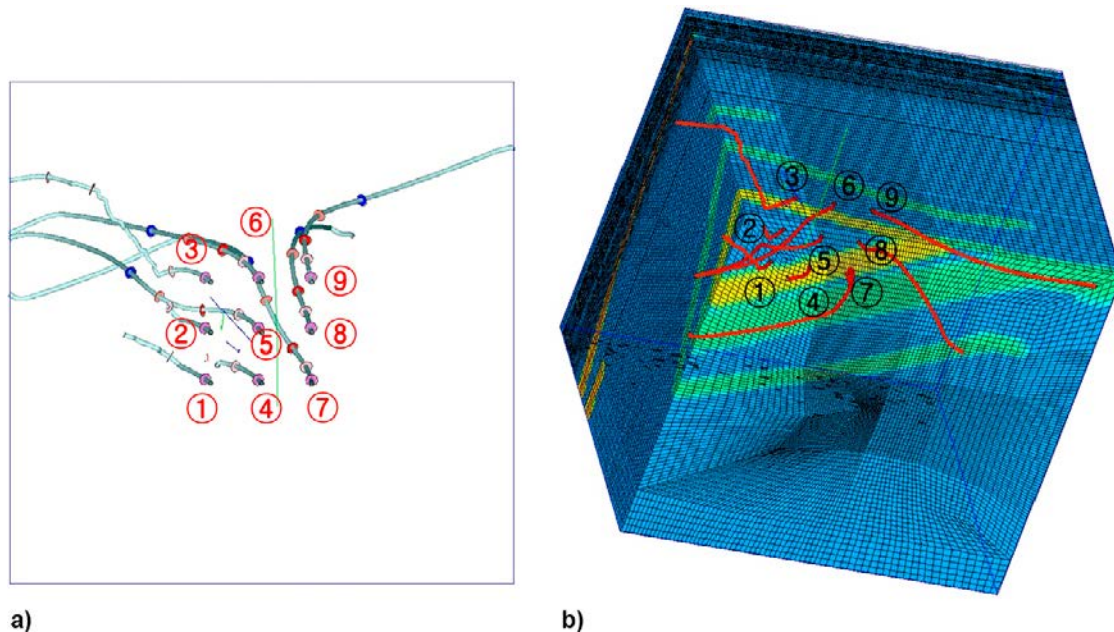 ③ ⑥ ⑨
② ⑤ ⑧
① ④ ⑦
a)
③ ⑥ ⑨
② ⑤ ⑧
① ④ ⑦
b)